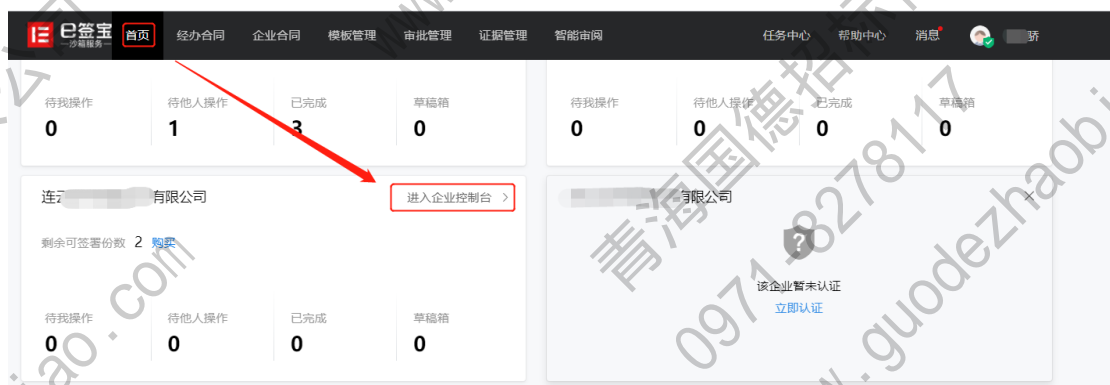 e签宝
—沙箱服务—
首页 经办合同 企业合同 模板管理 审批管理 证据管理 智能审阅 任务中心 帮助中心 消息 骄
待我操作 待他人操作 已完成 草稿箱 待我操作 待他人操作 已完成 草稿箱
0 1 3 0 0 0 0 0
连 有限公司 进入企业控制台 > 有限公司 ×
剩余可签署份数 2 购买
?
该企业暂未认证
立即认证
待我操作 待他人操作 已完成 草稿箱
0 0 0 0
青海国德招标
0971-8278117
www.guodezhaobi
ao.com
公司
www